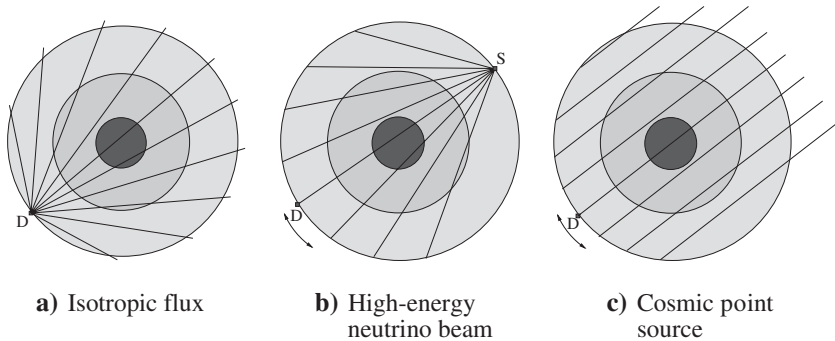 S
D
D
D
a) Isotropic flux
b) High-energy
neutrino beam
c) Cosmic point
source